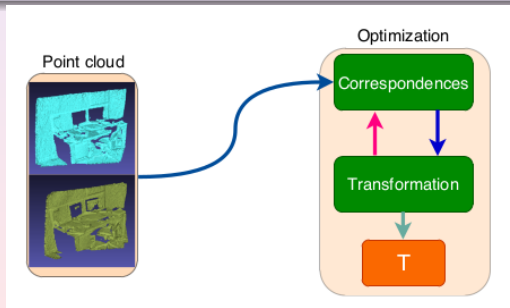 Optimization
Point cloud
Correspondences
Transformation
T